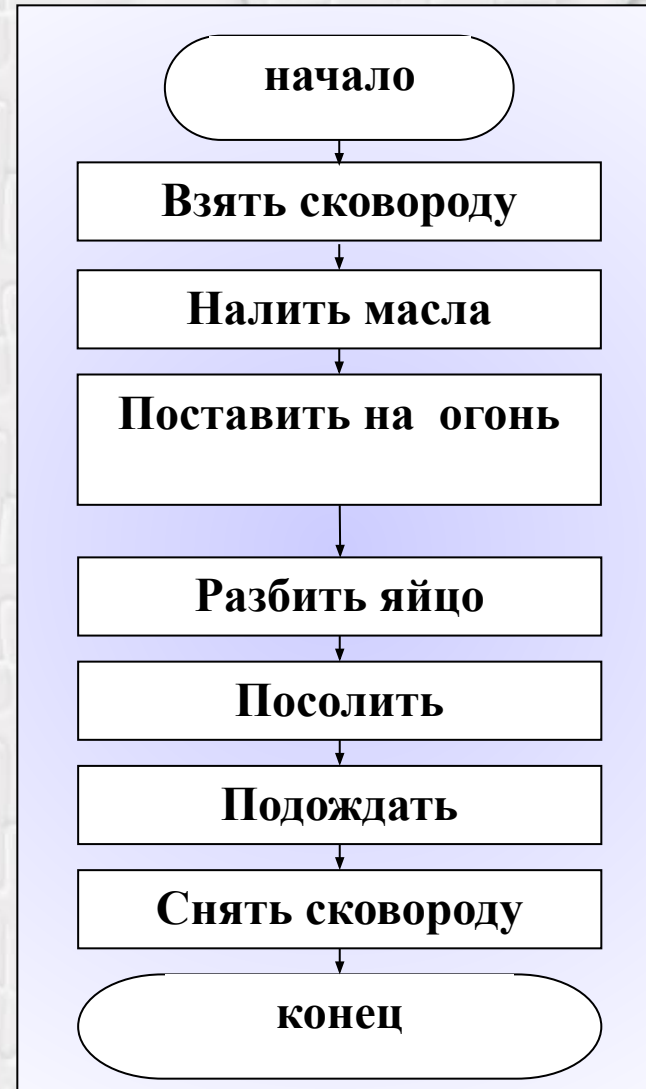 начало
Взять сковороду
Налить масла
Поставить на огонь
Разбить яйцо
Посолить
Подождать
Снять сковороду
конец